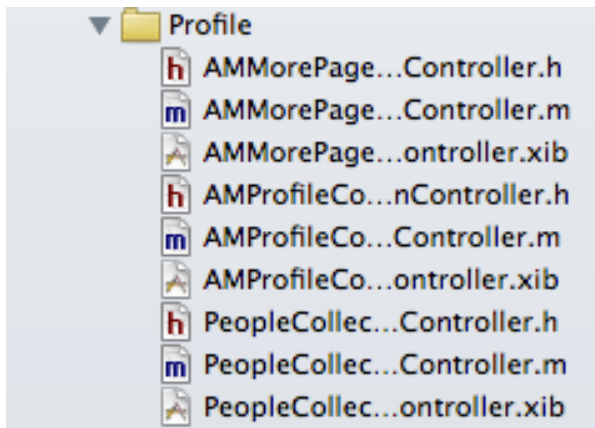 Profile
h AMMorePage...Controller.h
m AMMorePage...Controller.m
AMMorePage...ontroller.xib
h AMProfileCo...nController.h
m AMProfileCo...Controller.m
AMProfileCo...ontroller.xib
h PeopleCollec...Controller.h
m PeopleCollec...Controller.m
PeopleCollec...ontroller.xib